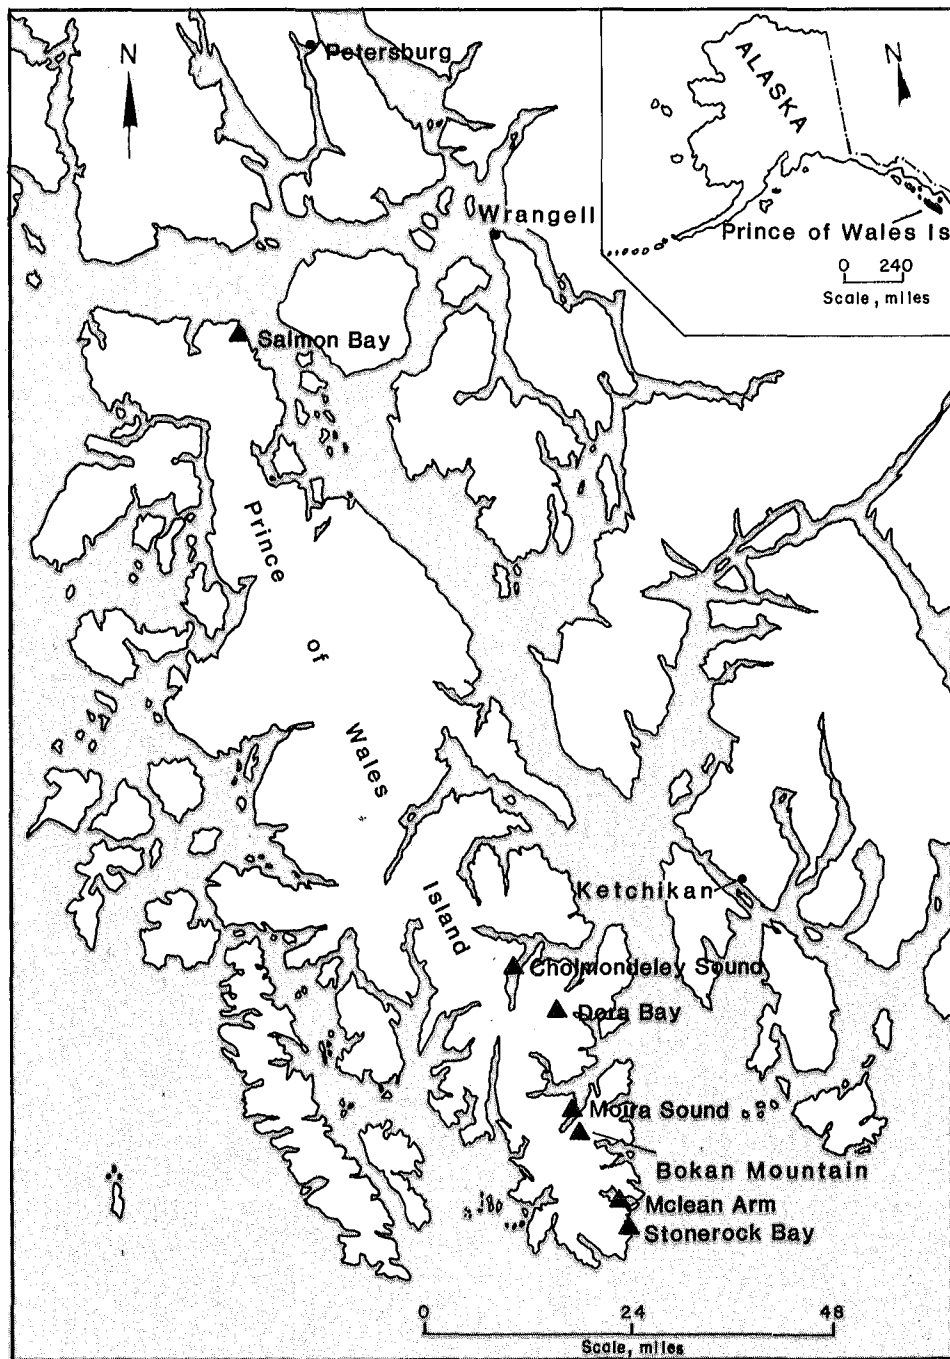 N
Petersburg
ALASKA
N
Wrangell
Prince of Wales Is
0 240
Scale, miles
Salmon Bay
Prince
of
Wales
Island
Ketchikan
Cholmondeley Sound
Dora Bay
Moira Sound
Bokan Mountain
Mclean Arm
Stonerock Bay
0 24 48
Scale, miles